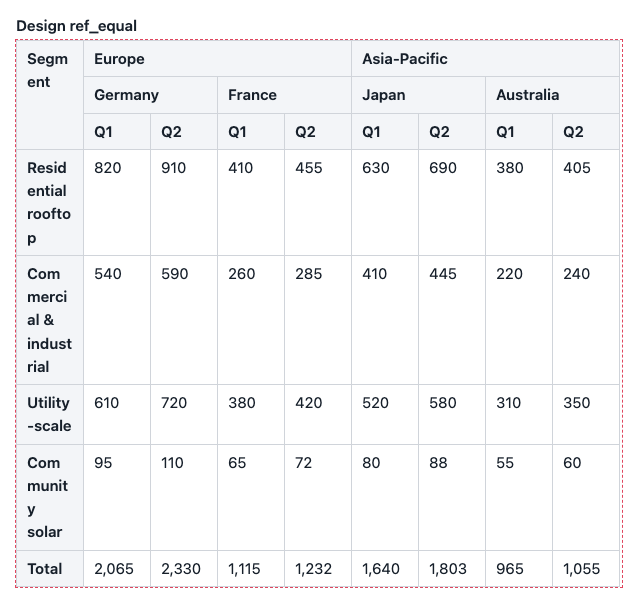 Design ref_equal
Segm
ent
Europe
Asia-Pacific
Germany
France
Japan
Australia
Q1
Q2
Q1
Q2
Q1
Q2
Q1
Q2
Resid
ential
roofto
p
820
910
410
455
630
690
380
405
Com
merci
al &
indust
rial
540
590
260
285
410
445
220
240
Utility
-scale
610
720
380
420
520
580
310
350
Com
munit
y
solar
95
110
65
72
80
88
55
60
Total
2,065
2,330
1,115
1,232
1,640
1,803
965
1,055